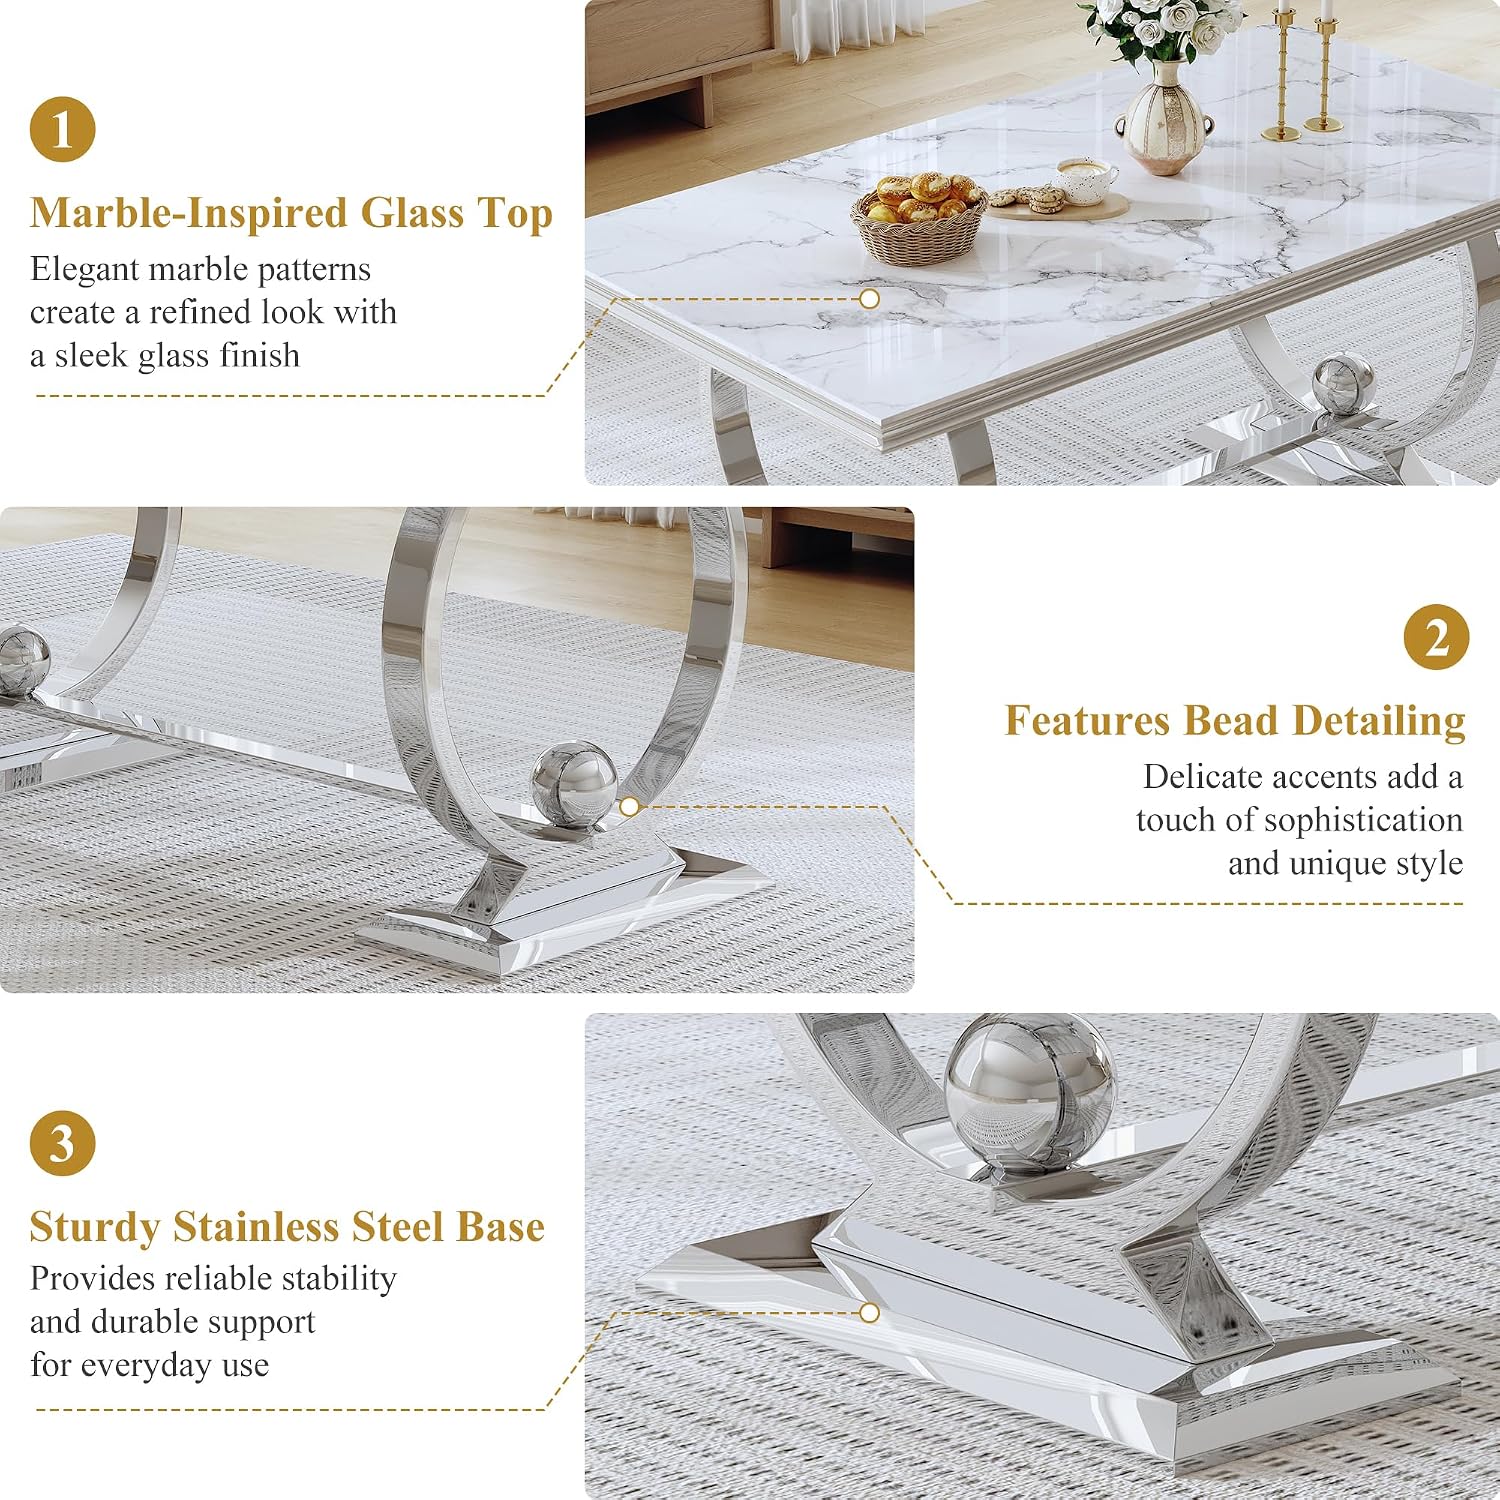 1
Marble-Inspired Glass Top
Elegant marble patterns
create a refined look with
a sleek glass finish
2
Features Bead Detailing
Delicate accents add a
touch of sophistication
and unique style
3
Sturdy Stainless Steel Base
Provides reliable stability
and durable support
for everyday use